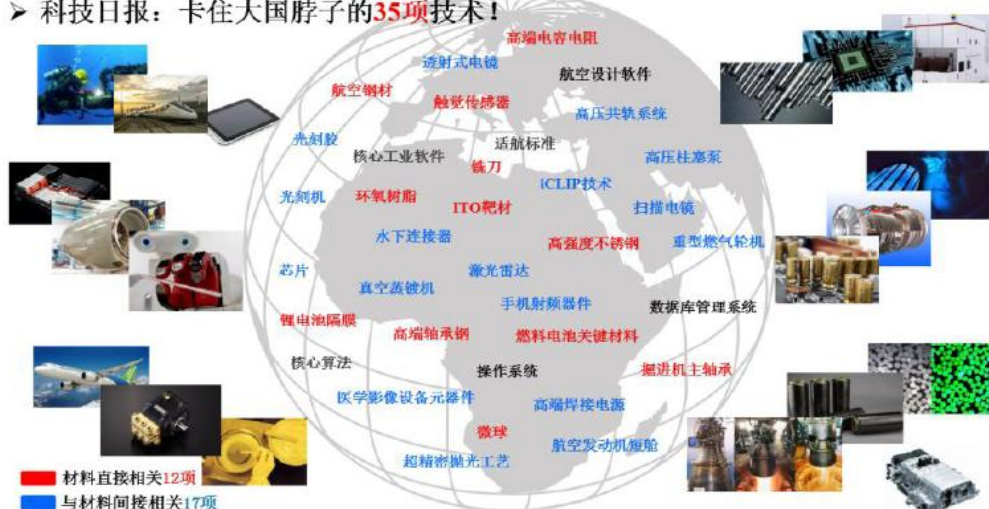 ➢ 科技日报：卡住大国脖子的35项技术！
高端电容电阻
透射式电镜
航空设计软件
航空钢材
触觉传感器
高压共轨系统
光刻胶
适航标准
核心工业软件
高压柱塞泵
铣刀
iCLIP技术
光刻机
环氧树脂
ITO靶材
扫描电镜
水下连接器
高强度不锈钢
重型燃气轮机
芯片
激光雷达
真空蒸镀机
手机射频器件
数据库管理系统
锂电池隔膜
高端轴承钢
燃料电池关键材料
核心算法
操作系统
掘进机主轴承
医学影像设备元器件
高端焊接电源
微球
航空发动机短舱
超精密抛光工艺
材料直接相关12项
与材料间接相关17项